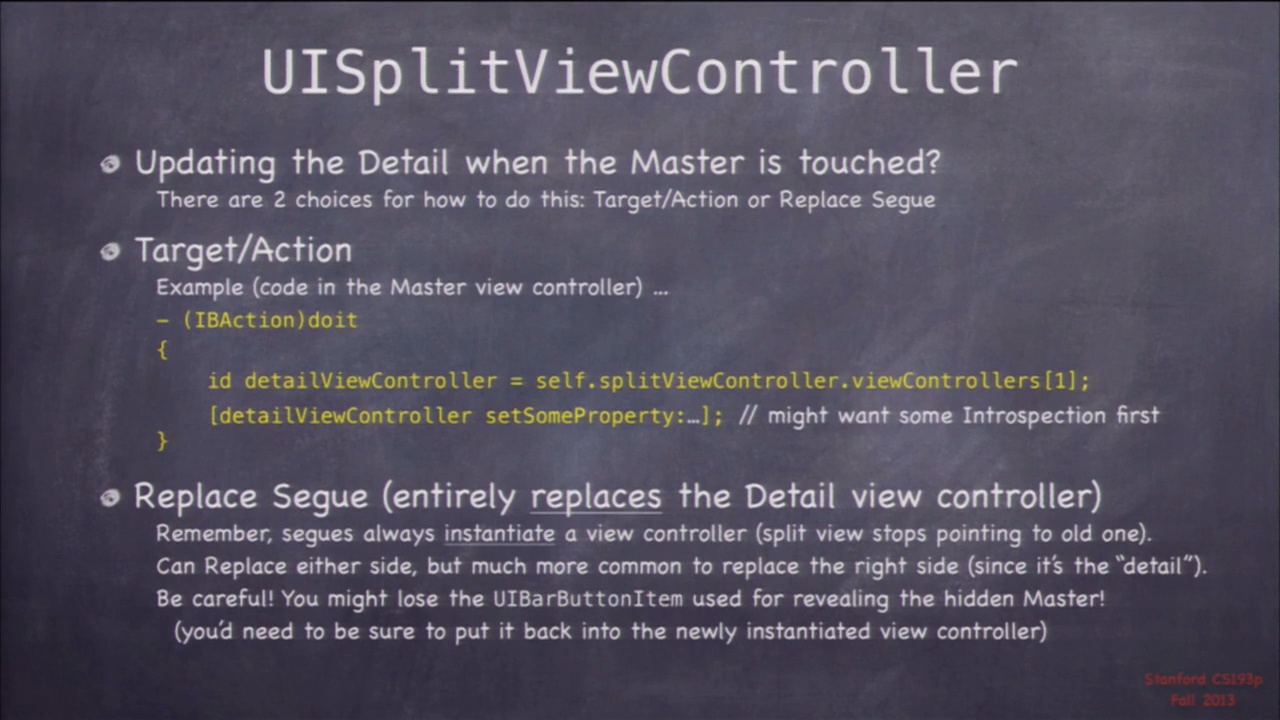 UISplitViewController
Updating the Detail when the Master is touched?
There are 2 choices for how to do this: Target/Action or Replace Segue
Target/Action
Example (code in the Master view controller) ...
- (IBAction)doit
{
id detailViewController = self.splitViewController.viewControllers[1];
[detailViewController setSomeProperty:…]; // might want some Introspection first
}
Replace Segue (entirely replaces the Detail view controller)
Remember, segues always instantiate a view controller (split view stops pointing to old one).
Can Replace either side, but much more common to replace the right side (since it's the “detail”).
Be careful! You might lose the UIBarButtonItem used for revealing the hidden Master!
(you'd need to be sure to put it back into the newly instantiated view controller)
Stanford CS193p
Fall 2013